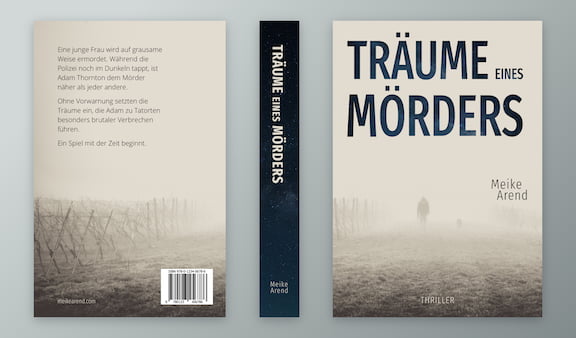 Eine junge Frau wird auf grausame
Weise ermordet. Während die
Polizei noch im Dunkeln tappt, ist
Adam Thornton dem Mörder
näher als jeder andere.
Ohne Vorwarnung setzten die
Träume ein, die Adam zu Tatorten
besonders brutaler Verbrechen
führen.
Ein Spiel mit der Zeit beginnt.
meikearend.com
TRÄUME EINES MÖRDERS
Meike
Arend
TRÄUME EINES
MÖRDERS
Meike
Arend
THRILLER